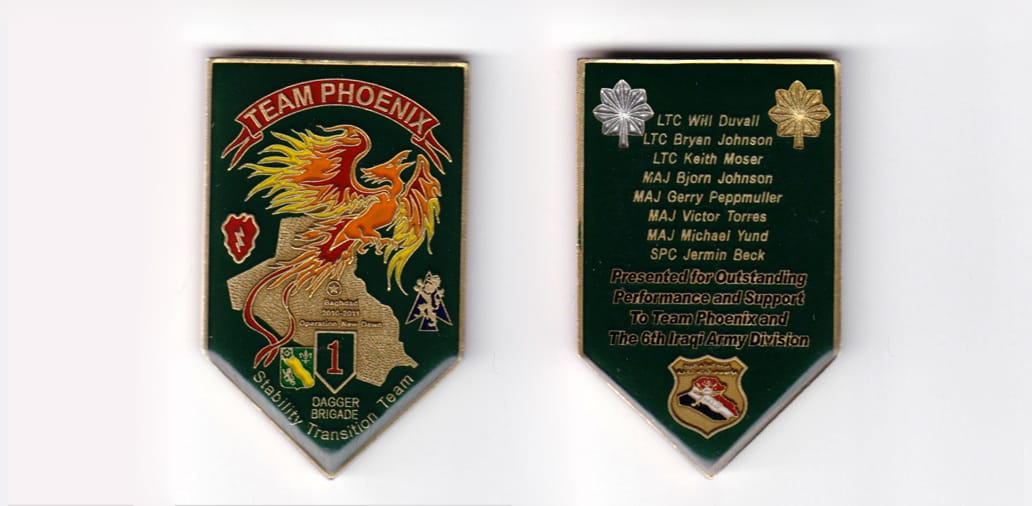 TEAM PHOENIX
Baghdad
2010-2011
Operation New Dawn
1
DAGGER
BRIGADE
Stability Transition Team
LTC Will Duvall
LTC Bryan Johnson
LTC Keith Moser
MAJ Bjorn Johnson
MAJ Gerry Peppmuller
MAJ Victor Torres
MAJ Michael Yund
SPC Jermin Beck
Presented for Outstanding
Performance and Support
To Team Phoenix and
The 6th Iraqi Army Division